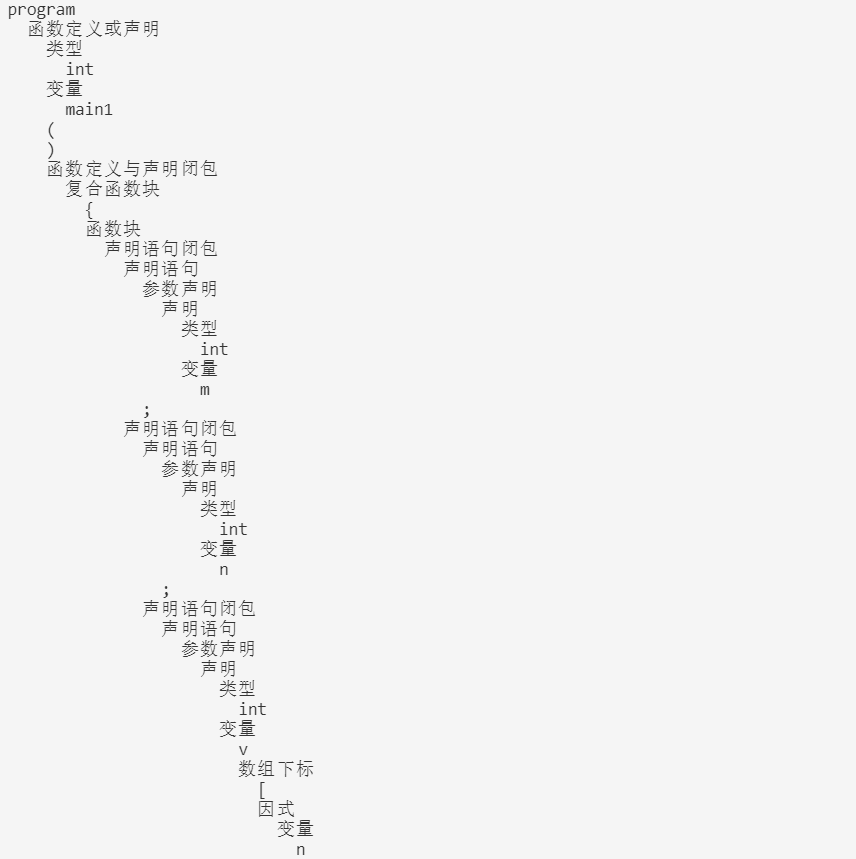 program
函数定义或声明
类型
int
变量
main1
(
)
函数定义与声明闭包
复合函数块
{
函数块
声明语句闭包
声明语句
参数声明
声明
类型
int
变量
m
;
声明语句闭包
声明语句
参数声明
声明
类型
int
变量
n
;
声明语句闭包
声明语句
参数声明
声明
类型
int
变量
v
数组下标
[
因式
变量
n